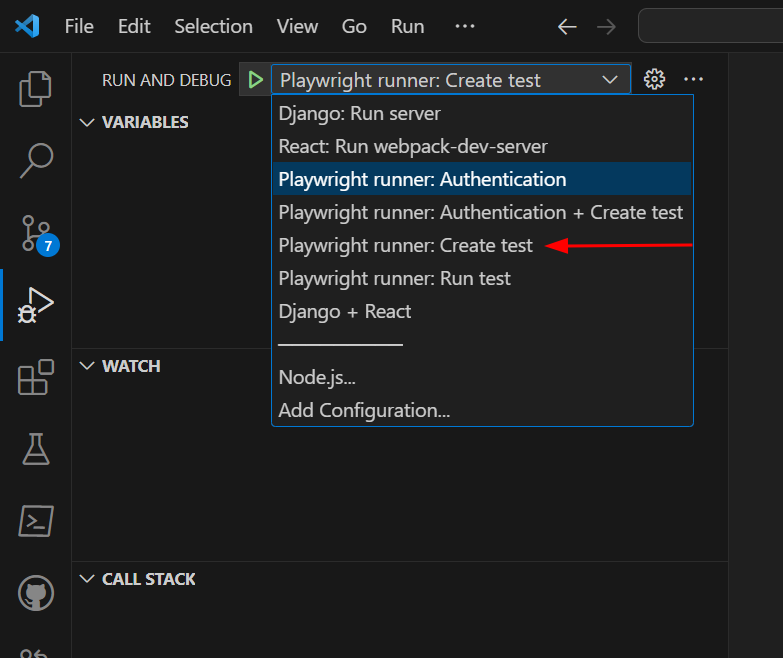 File Edit Selection View Go Run ···
RUN AND DEBUG Playwright runner: Create test ···
VARIABLES
Django: Run server
React: Run webpack-dev-server
Playwright runner: Authentication
Playwright runner: Authentication + Create test
Playwright runner: Create test
Playwright runner: Run test
Django + React
7
WATCH
Node.js...
Add Configuration...
CALL STACK